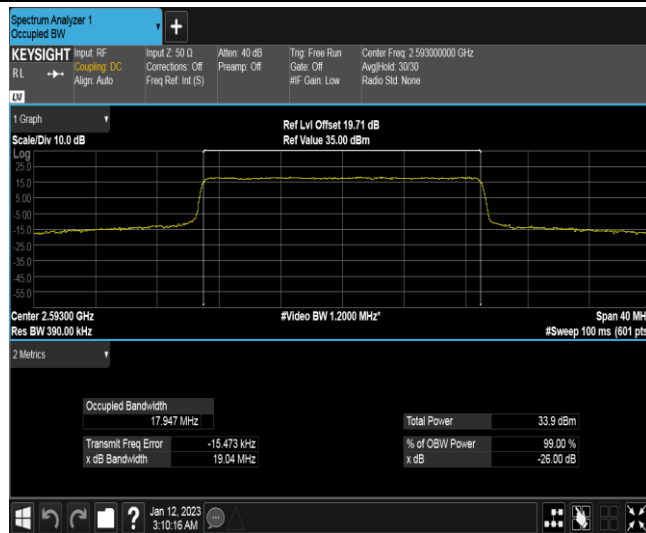 Spectrum Analyzer 1
Occupied BW
+
KEYSIGHT
Input: RF
Input Z: 50 Ω
Atten: 40 dB
Trig: Free Run
Center Freq: 2.593000000 GHz
RL
Coupling: DC
Corrections: Off
Preamp: Off
Gate: Off
Avg|Hold: 30/30
Align: Auto
Freq Ref: Int (S)
#IF Gain: Low
Radio Std: None
1 Graph
Ref Lvl Offset 19.71 dB
Scale/Div 10.0 dB
Ref Value 35.00 dBm
Log
25.0
15.0
5.00
-5.00
-15.0
-25.0
-35.0
-45.0
-55.0
Center 2.59300 GHz
#Video BW 1.2000 MHz*
Span 40 MH
Res BW 390.00 kHz
#Sweep 100 ms (601 pts
2 Metrics
Occupied Bandwidth
17.947 MHz
Total Power
33.9 dBm
Transmit Freq Error
-15.473 kHz
% of OBW Power
99.00 %
x dB Bandwidth
19.04 MHz
x dB
-26.00 dB
?
Jan 12, 2023
3:10:16 AM